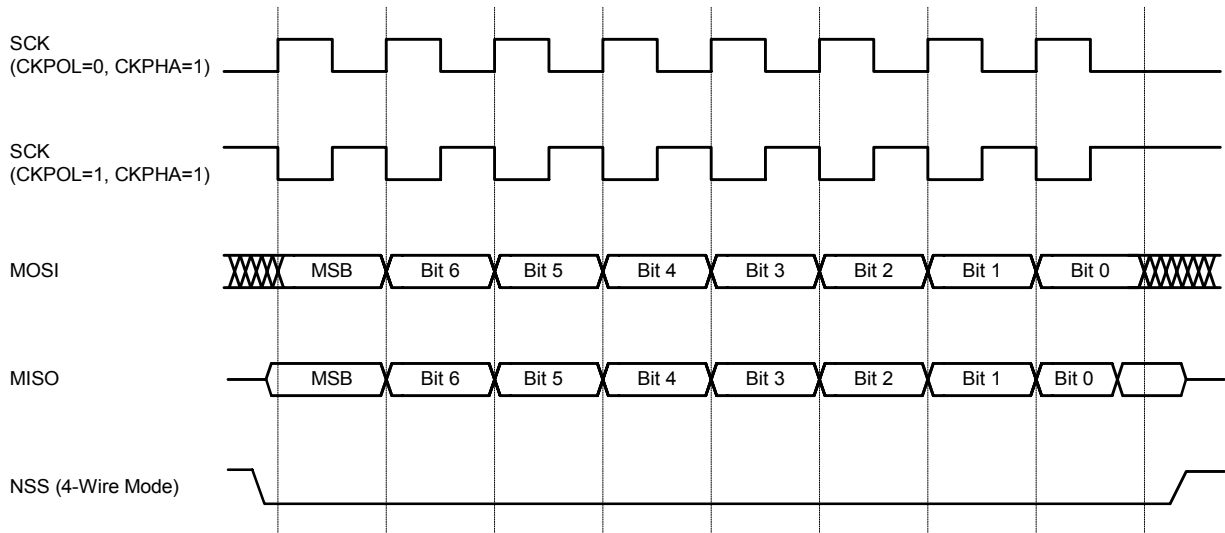 SCK
(CKPOL=0, CKPHA=1)
SCK
(CKPOL=1, CKPHA=1)
MOSI MSB Bit 6 Bit 5 Bit 4 Bit 3 Bit 2 Bit 1 Bit 0
MISO MSB Bit 6 Bit 5 Bit 4 Bit 3 Bit 2 Bit 1 Bit 0
NSS (4-Wire Mode)